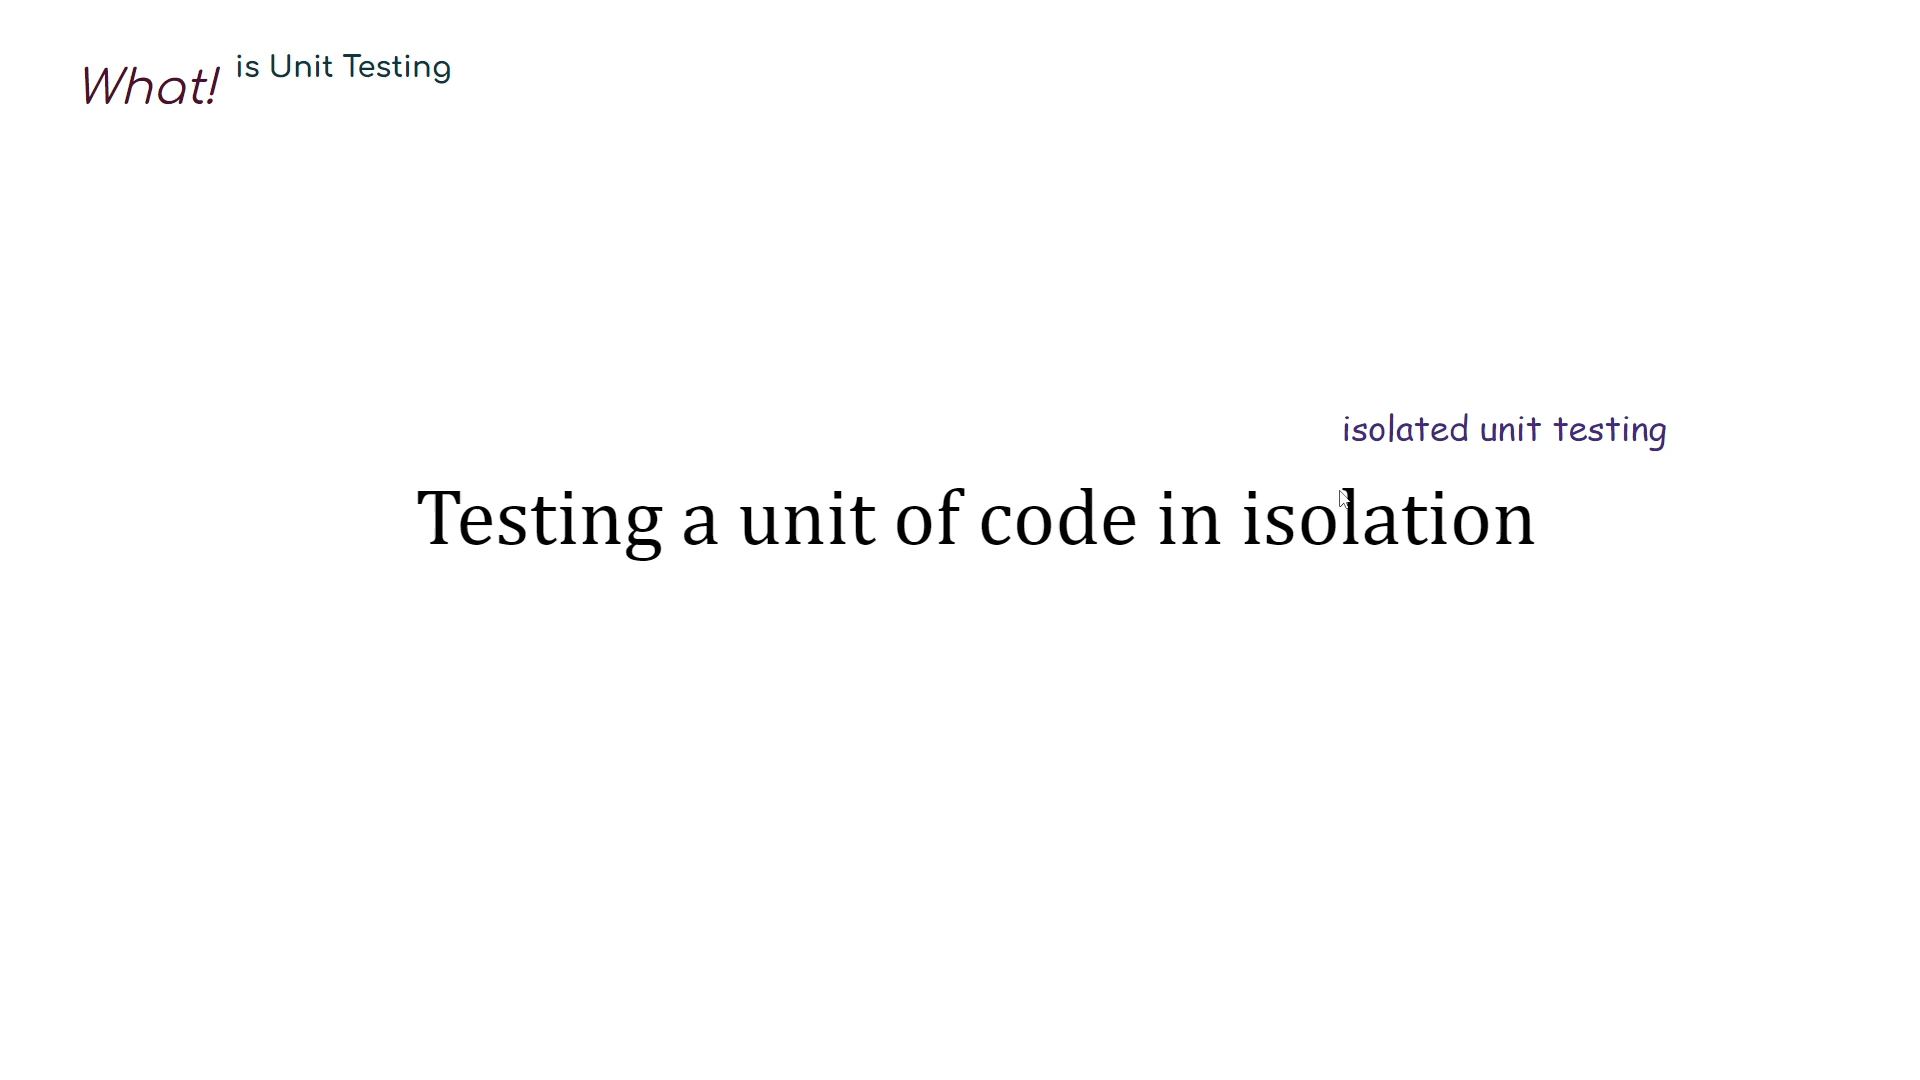 What! is Unit Testing
isolated unit testing
Testing a unit of code in isolation